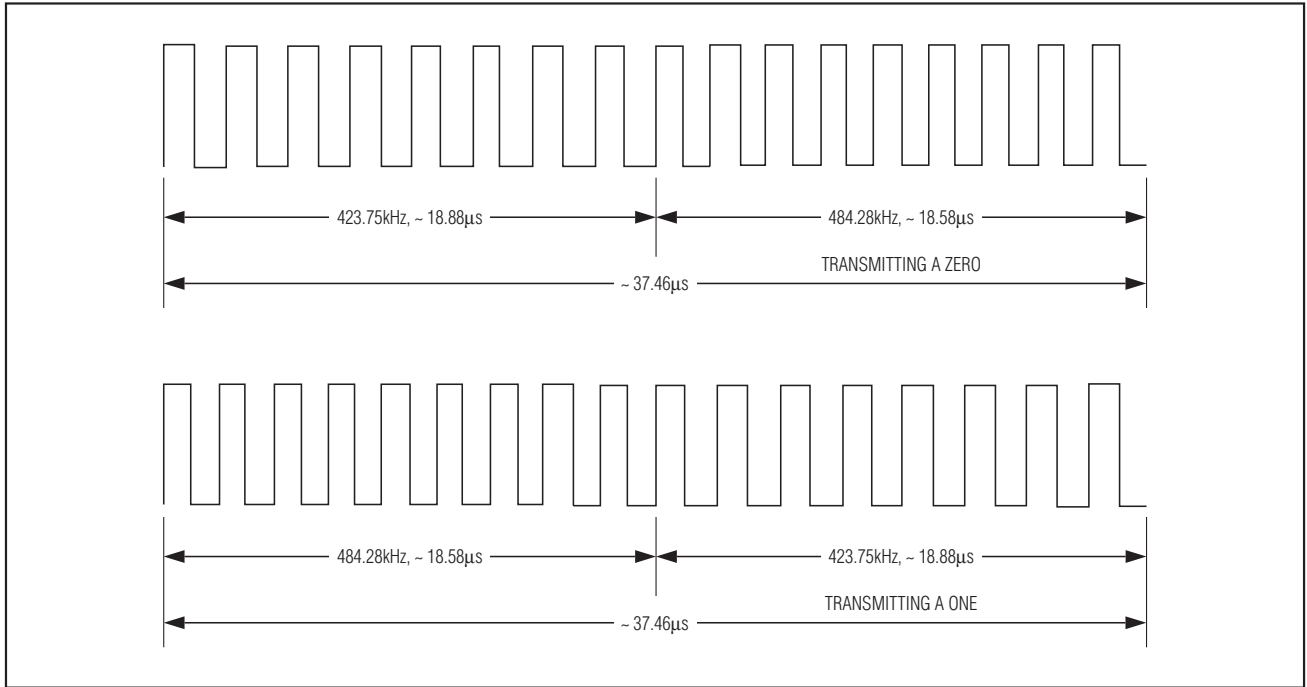 423.75kHz, ~ 18.88μs
484.28kHz, ~ 18.58μs
TRANSMITTING A ZERO
~ 37.46μs
484.28kHz, ~ 18.58μs
423.75kHz, ~ 18.88μs
TRANSMITTING A ONE
~ 37.46μs